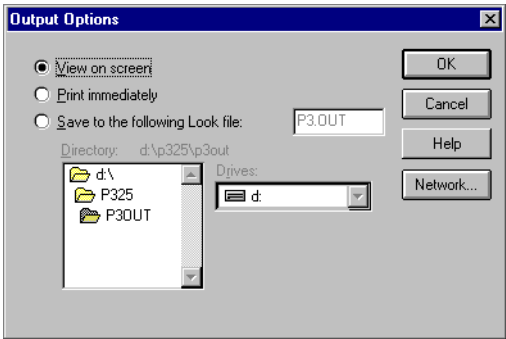 Output Options
View on screen
Print immediately
Save to the following Look file: P3.OUT
Directory: d:\p325\p3out
d:\
P325
P3OUT
Drives:
d:
OK
Cancel
Help
Network...